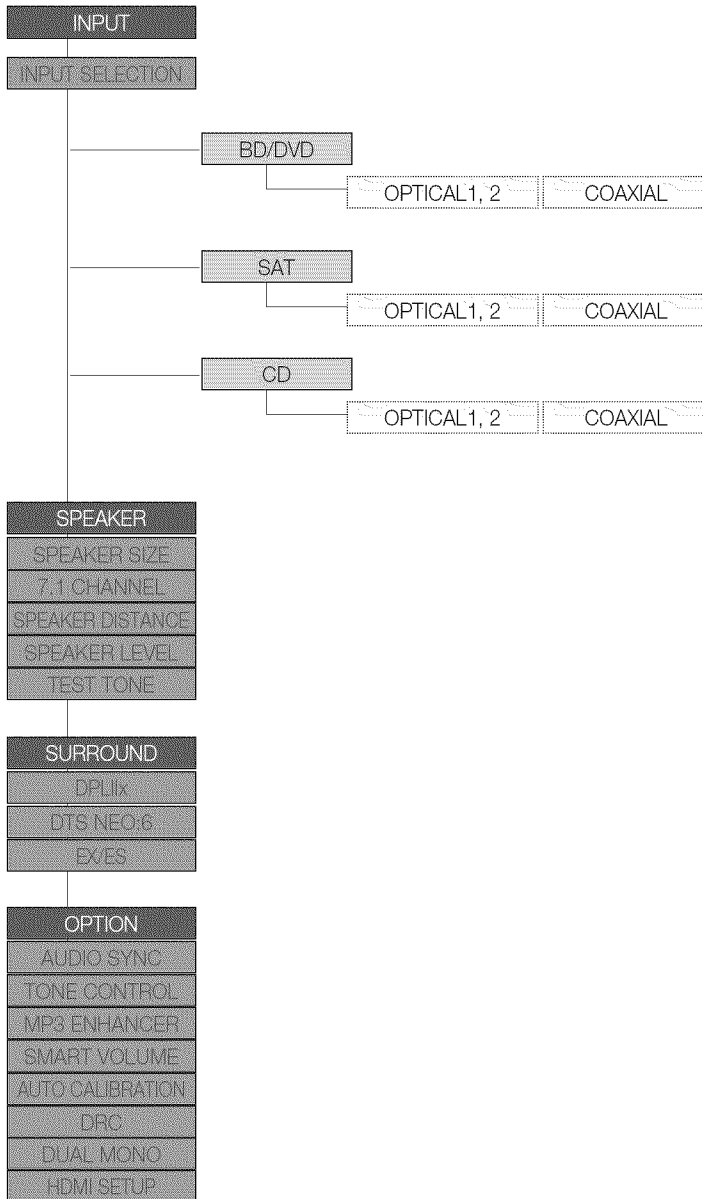 INPUT
INPUT SELECTION
BD/DVD
OPTICAL1, 2 COAXIAL
SAT
OPTICAL1, 2 COAXIAL
CD
OPTICAL1, 2 COAXIAL
SPEAKER
SPEAKER SIZE
7.1 CHANNEL
SPEAKER DISTANCE
SPEAKER LEVEL
TEST TONE
SURROUND
DPLIIx
DTS NEO:6
EX/ES
OPTION
AUDIO SYNC
TONE CONTROL
MP3 ENHANCER
SMART VOLUME
AUTO CALIBRATION
DRC
DUAL MONO
HDMI SETUP